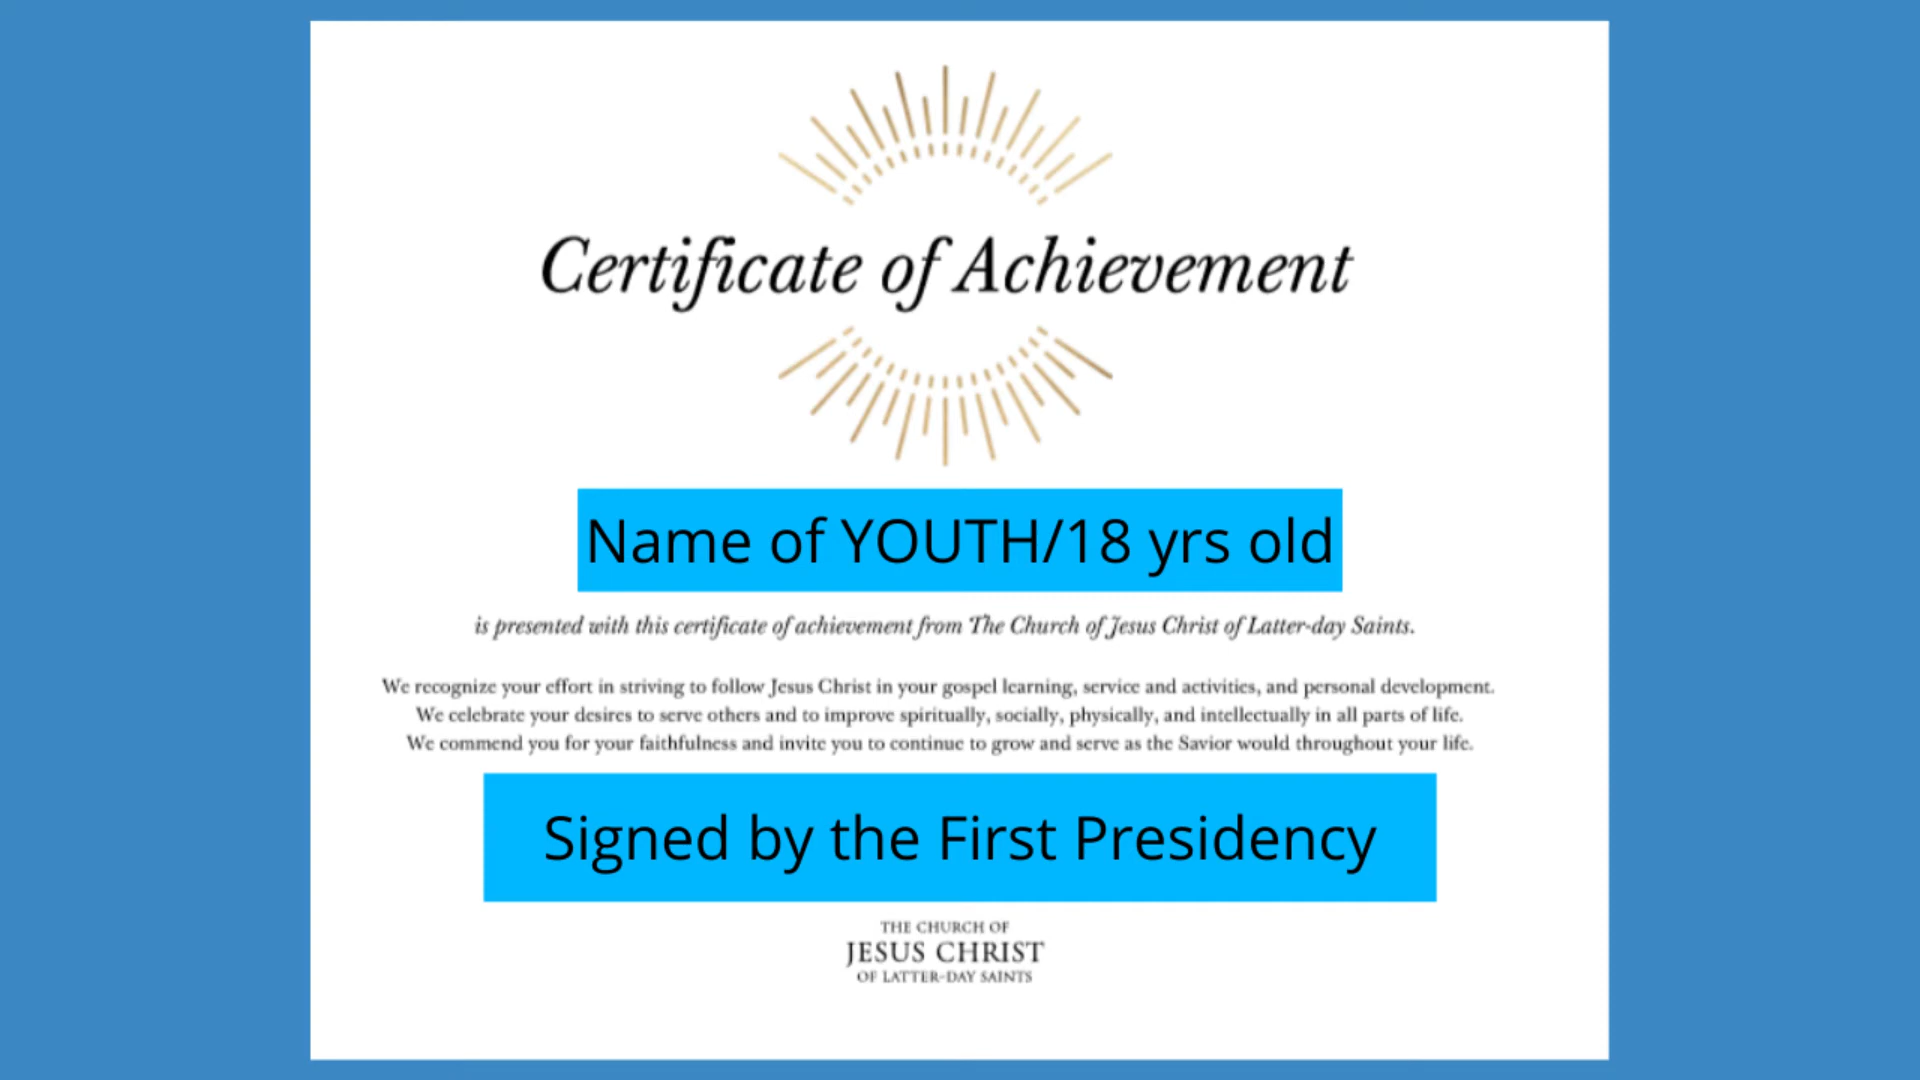 Certificate of Achievement
Name of YOUTH/18 yrs old
is presented with this certificate of achievement from The Church of Jesus Christ of Latter-day Saints.
We recognize your effort in striving to follow Jesus Christ in your gospel learning, service and activities, and personal development.
We celebrate your desires to serve others and to improve spiritually, socially, physically, and intellectually in all parts of life.
We commend you for your faithfulness and invite you to continue to grow and serve as the Savior would throughout your life.
Signed by the First Presidency
THE CHURCH OF
JESUS CHRIST
OF LATTER-DAY SAINTS